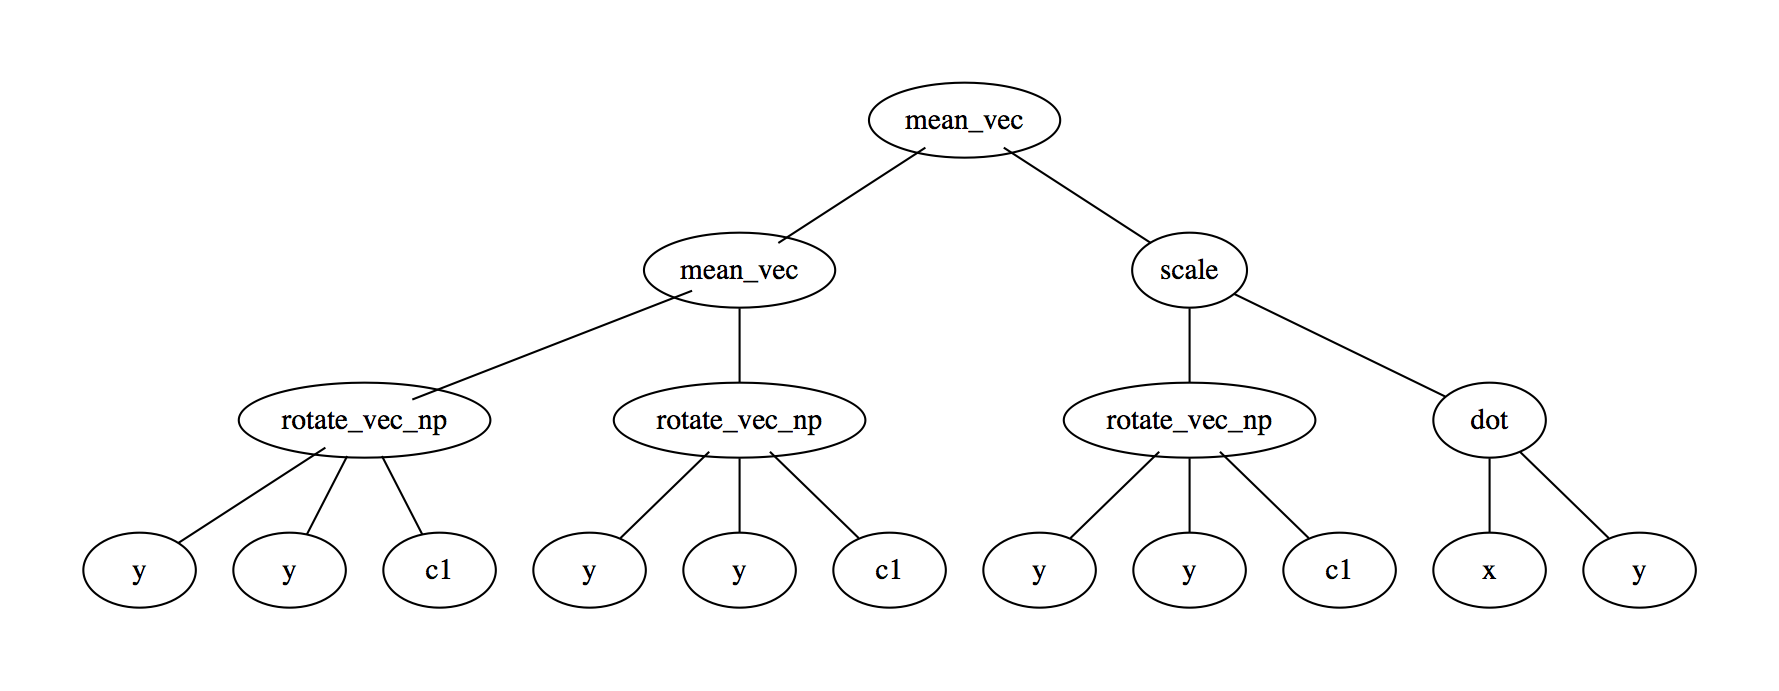 mean_vec
mean_vec scale
rotate_vec_np rotate_vec_np rotate_vec_np dot
y y c1 y y c1 y y c1 x y